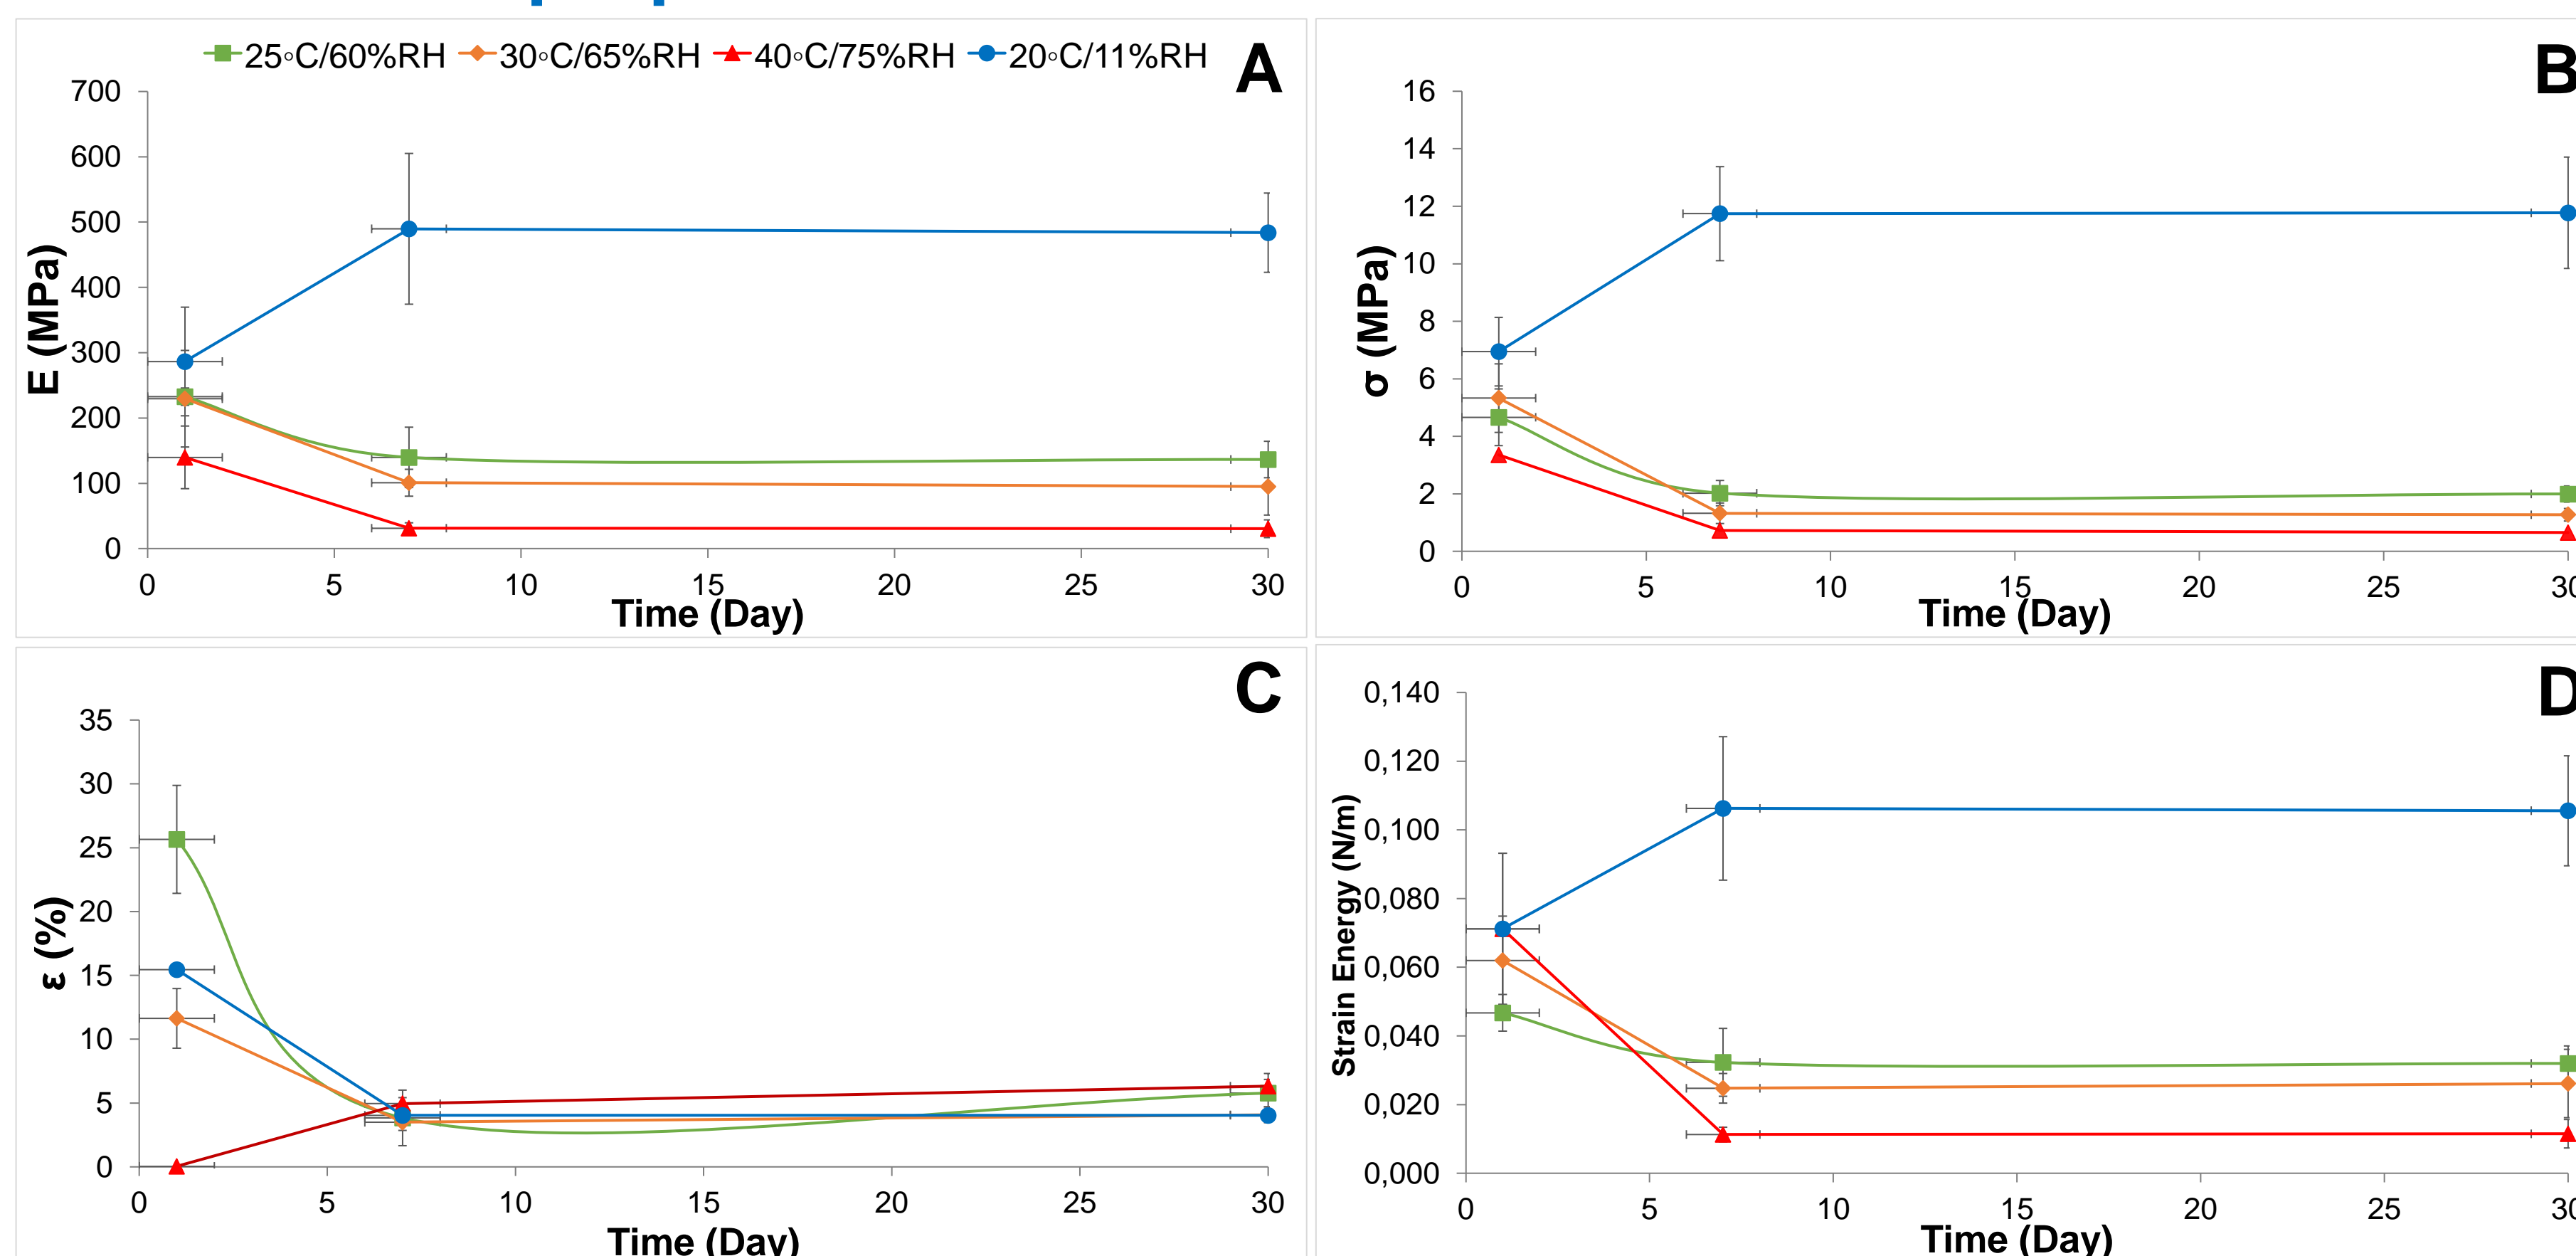 25◦C/60%RH 30◦C/65%RH 40◦C/75%RH 20◦C/11%RH
A
700
600
500
400
300
200
100
0
E (MPa)
0 5 10 15 20 25 30
Time (Day)
B
16
14
12
10
8
6
4
2
0
σ (MPa)
0 5 10 15 20 25 30
Time (Day)
C
35
30
25
20
15
10
5
0
ε (%)
0 5 10 15 20 25 30
Time (Day)
D
0,140
0,120
0,100
0,080
0,060
0,040
0,020
0,000
Strain Energy (N/m)
0 5 10 15 20 25 30
Time (Day)